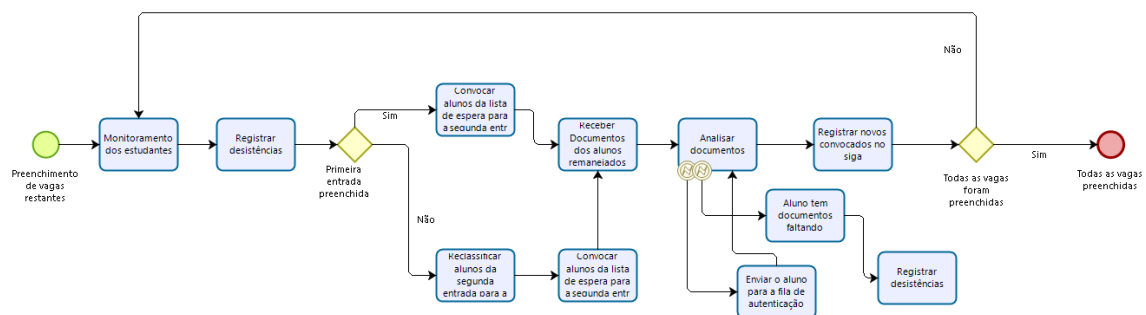 Não
Convocar
alunos da lista
de espera para
a segunda entr
Sim
Monitoramento
dos estudantes
Registrar
desistências
Receber
Documentos
dos alunos
remanejados
Analisar
documentos
Registrar novos
convocados no
siga
Preenchimento
de vagas
restantes
Primeira
entrada
preenchida
Sim
Todas as vagas
foram
preenchidas
Todas as vagas
preenchidas
Não
Aluno tem
documentos
faltando
Reclassificar
alunos da
segunda
entrada para a
Convocar
alunos da lista
de espera para
a segunda entr
Enviar o aluno
para a fila de
autenticação
Registrar
desistências